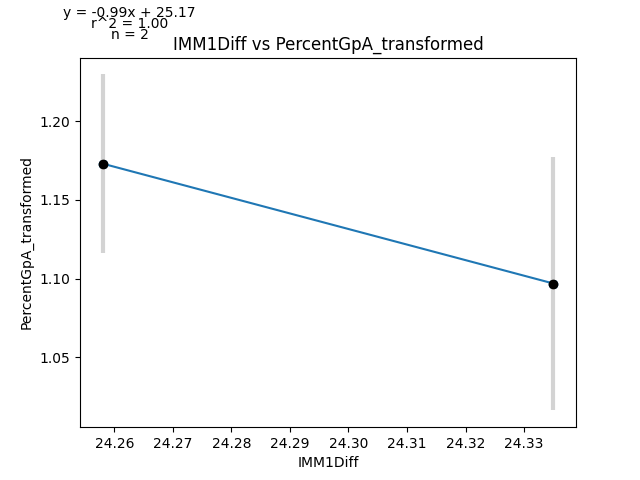 y = -0.99x + 25.17
r^2 = 1.00
n = 2
IMM1Diff vs PercentGpA_transformed
PercentGpA_transformed
1.20
1.15
1.10
1.05
24.26 24.27 24.28 24.29 24.30 24.31 24.32 24.33
IMM1Diff